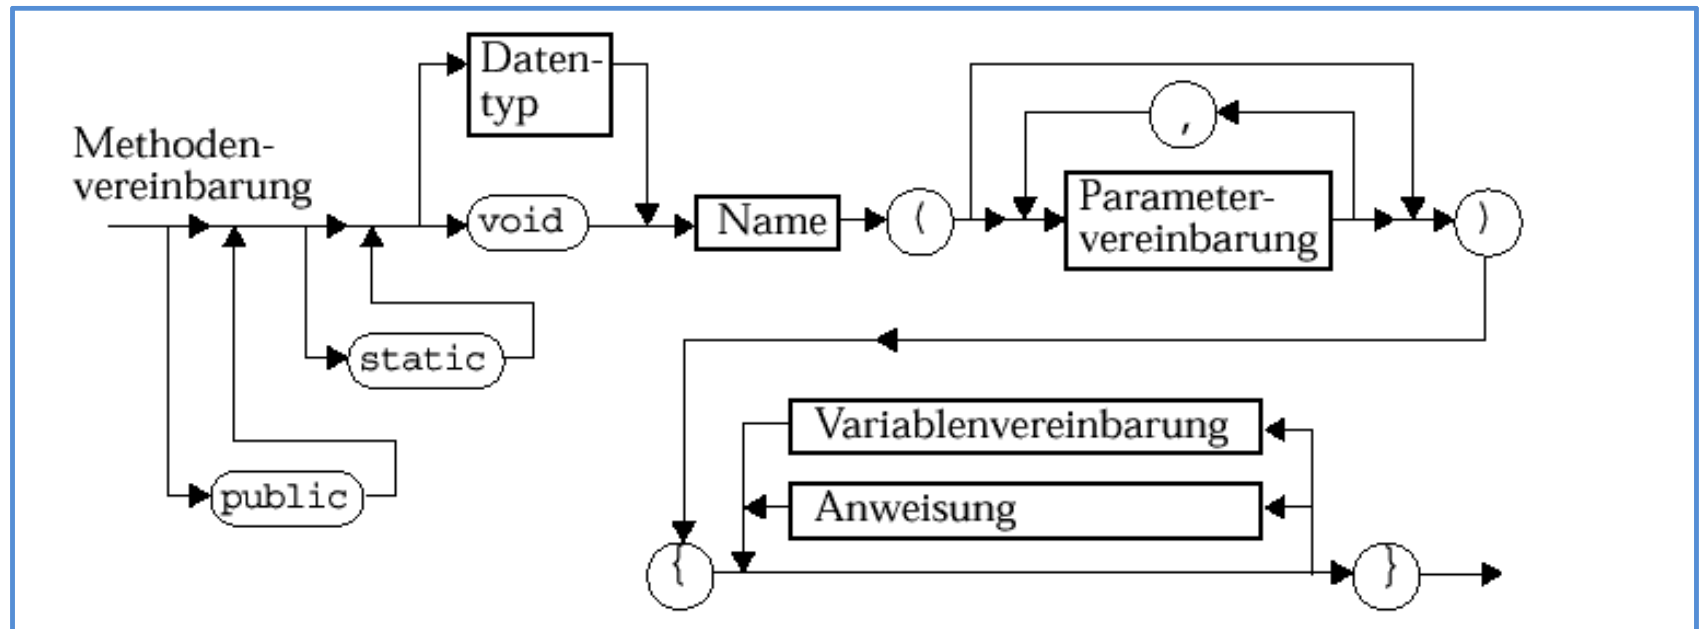 Daten-
typ
Methoden-
vereinbarung
void
Name
(
,
Parameter-
vereinbarung
)
static
public
Variablenvereinbarung
Anweisung
{
}